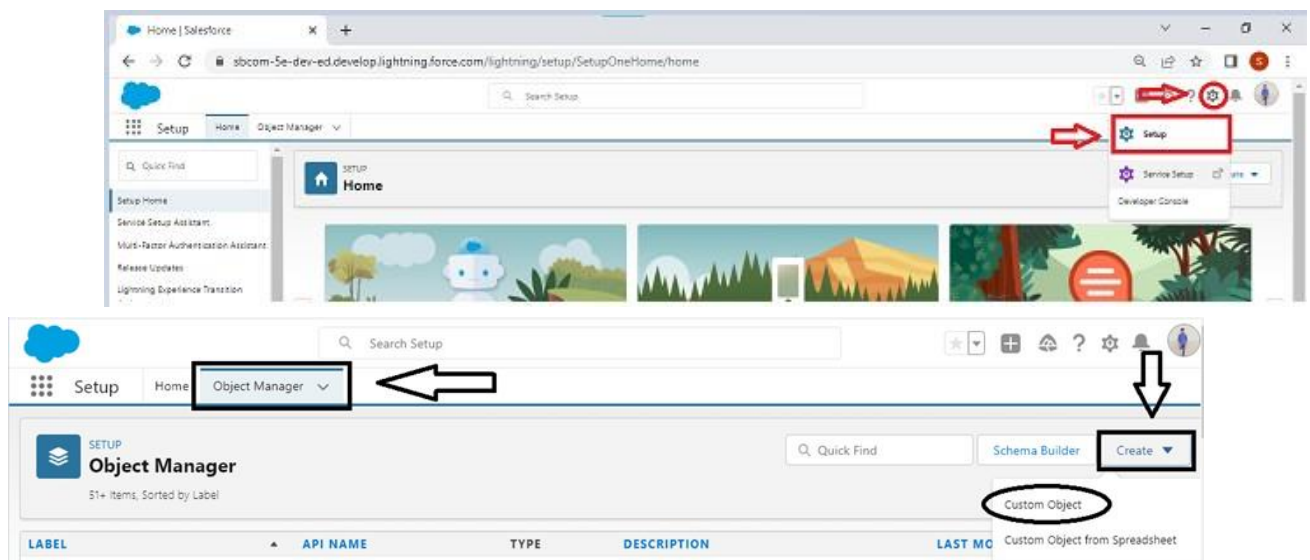 Home | Salesforce
sbcom-5e-dev-ed.develop.lightning.force.com/lightning/setup/SetupOneHome/home
S
Search Setup
?
Setup Home Object Manager
Setup
Quick Find
SETUP
Home
Service Setup
Developer Console
Setup Home
Service Setup Assistant
Multi-Factor Authentication Assistant
Release Updates
Lightning Experience Transition
Search Setup
?
Setup Home Object Manager
SETUP
Object Manager
51+ Items, Sorted by Label
Quick Find
Schema Builder
Create
Custom Object
Custom Object from Spreadsheet
LABEL API NAME TYPE DESCRIPTION LAST MO